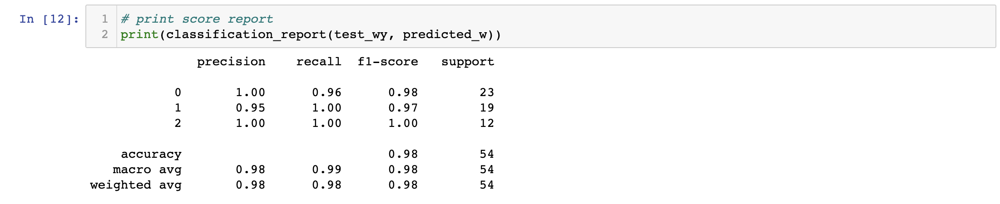 In [12]: 1 # print score report
2 print(classification_report(test_wy, predicted_w))
precision recall f1-score support
0 1.00 0.96 0.98 23
1 0.95 1.00 0.97 19
2 1.00 1.00 1.00 12
accuracy 0.98 54
macro avg 0.98 0.99 0.98 54
weighted avg 0.98 0.98 0.98 54